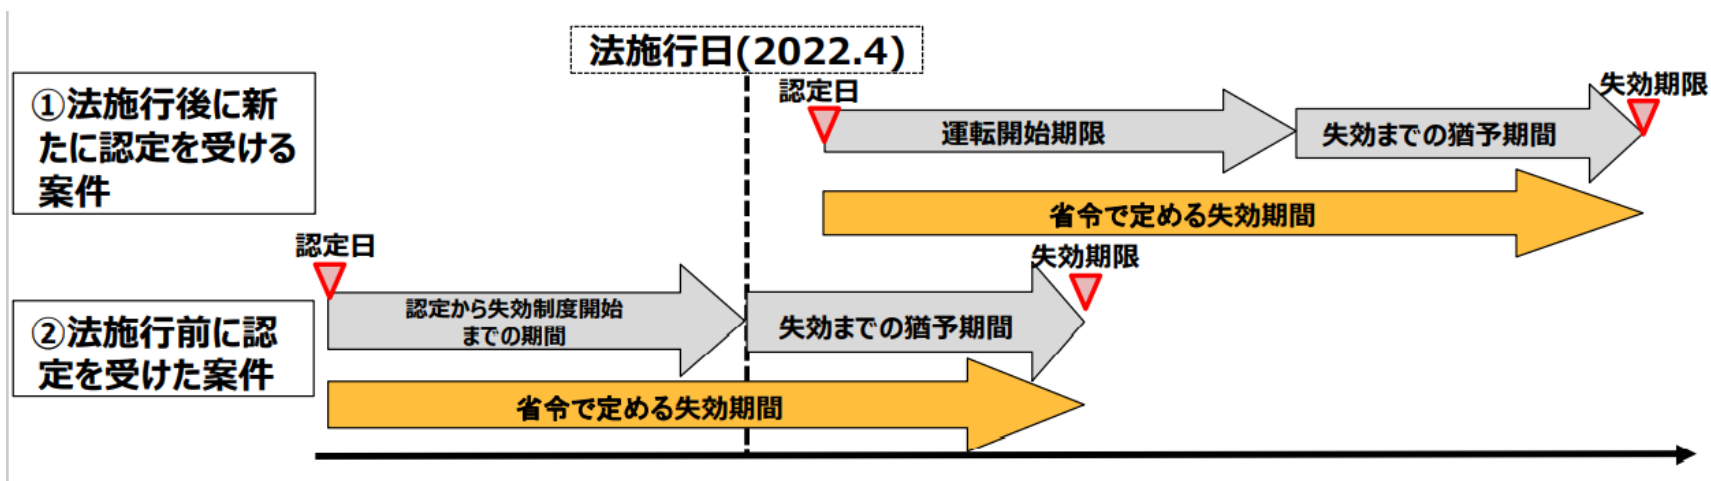 法施行日(2022.4)
①法施行後に新
たに認定を受ける
案件
認定日
失効期限
運転開始期限
失効までの猶予期間
省令で定める失効期間
認定日
失効期限
②法施行前に認
定を受けた案件
認定から失効制度開始
までの期間
失効までの猶予期間
省令で定める失効期間